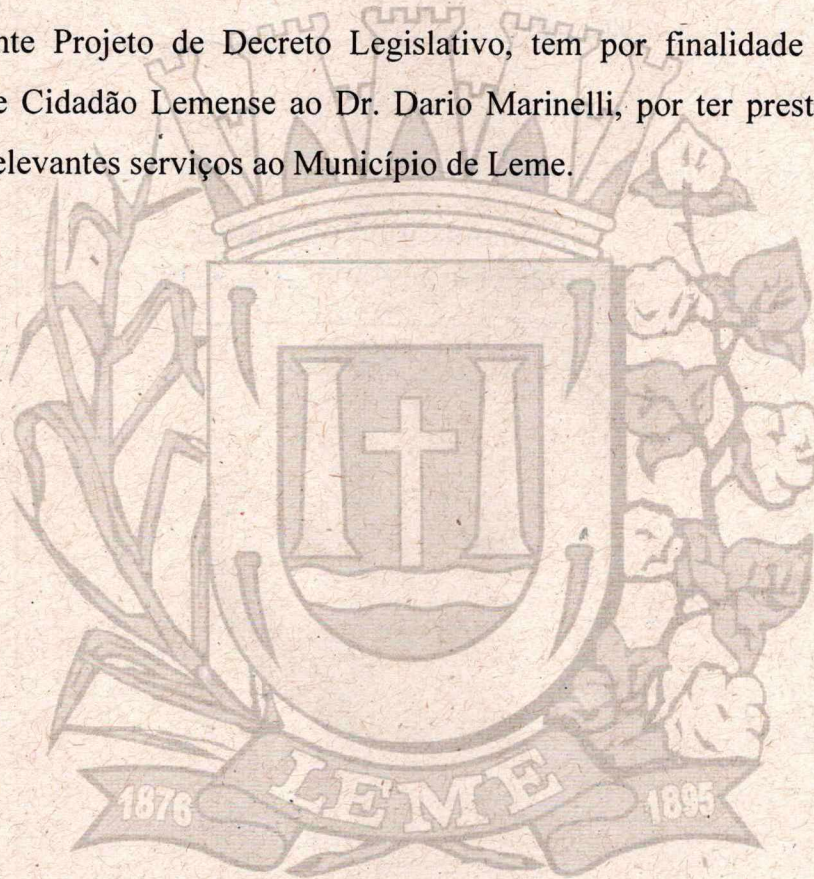 nte Projeto de Decreto Legislativo, tem por finalidade
e Cidadão Lemense ao Dr. Dario Marinelli, por ter prest
elevantes serviços ao Município de Leme.
1876 LEME 1895